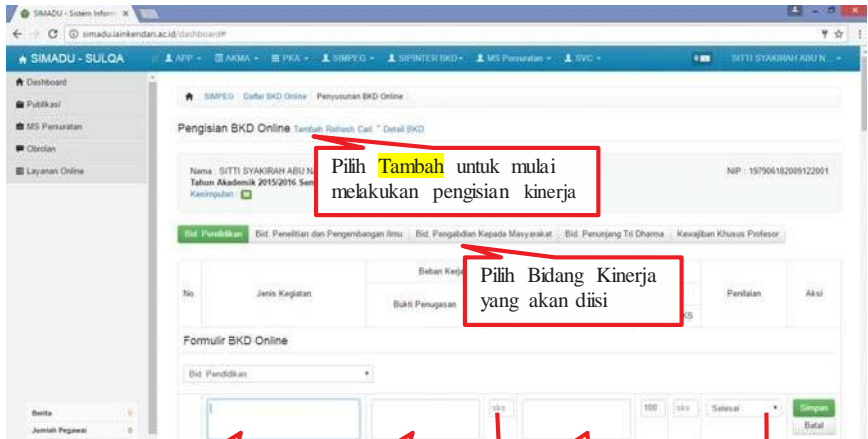 SIMADU - Sistem Inform
simadu.iainkendari.ac.id/dashboard#
SIMADU - SULQA
APP
AKMA
PKA
SIMPEG
SIPINTER BKD
MS Persuratan
SVC
SITTI SYAKIRAH ABU N.
Dashboard
Publikasi
MS Persuratan
Obrolan
Layanan Online
SIMPEG Daftar BKD Online Penyusunan BKD Online
Pengisian BKD Online Tambah Refresh Cat. Detail BKD
Nama : SITTI SYAKIRAH ABU N
NIP : 197906182009122001
Tahun Akademik 2015/2016 Sem
Kesimpulan :
Pilih Tambah untuk mulai
melakukan pengisian kinerja
Bid. Pendidikan Bid. Penelitian dan Pengembangan Ilmu Bid. Pengabdian Kepada Masyarakat Bid. Penunjang Tri Dharma Kewajiban Khusus Profesor
Pilih Bidang Kinerja
yang akan diisi
No. Jenis Kegiatan Beban Kerja
Bukti Penugasan
Penilaian Aksi
Formulir BKD Online
Bid. Pendidikan
sks 100 sks Selesai Simpan
Batal
Berita 0
Jumlah Pegawai 0